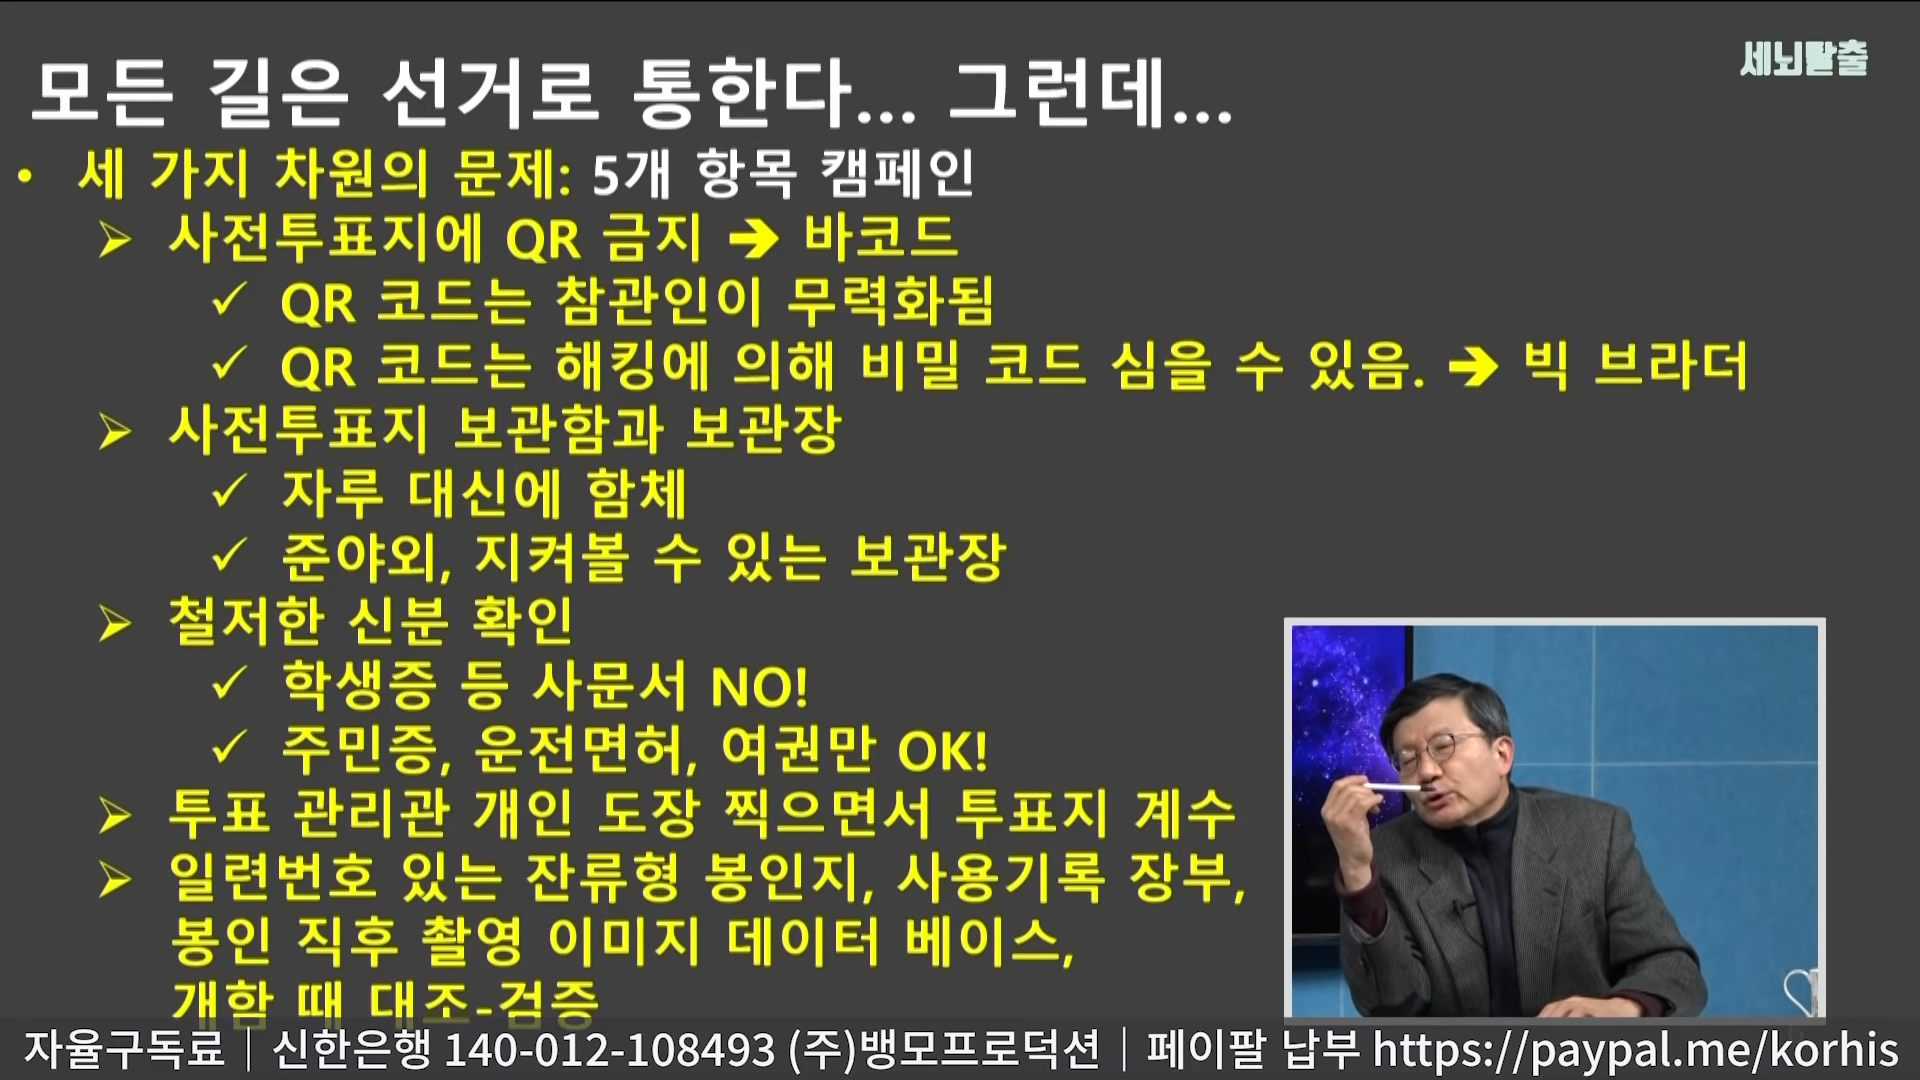 세뇌탈출
모든 길은 선거로 통한다... 그런데...
• 세 가지 차원의 문제: 5개 항목 캠페인
➢ 사전투표지에 QR 금지 ➔ 바코드
✓ QR 코드는 참관인이 무력화됨
✓ QR 코드는 해킹에 의해 비밀 코드 심을 수 있음. ➔ 빅 브라더
➢ 사전투표지 보관함과 보관장
✓ 자루 대신에 함체
✓ 준야외, 지켜볼 수 있는 보관장
➢ 철저한 신분 확인
✓ 학생증 등 사문서 NO!
✓ 주민증, 운전면허, 여권만 OK!
➢ 투표 관리관 개인 도장 찍으면서 투표지 계수
➢ 일련번호 있는 잔류형 봉인지, 사용기록 장부,
봉인 직후 촬영 이미지 데이터 베이스,
개함 때 대조-검증
자율구독료｜신한은행 140-012-108493 (주)뱅모프로덕션｜페이팔 납부 https://paypal.me/korhis